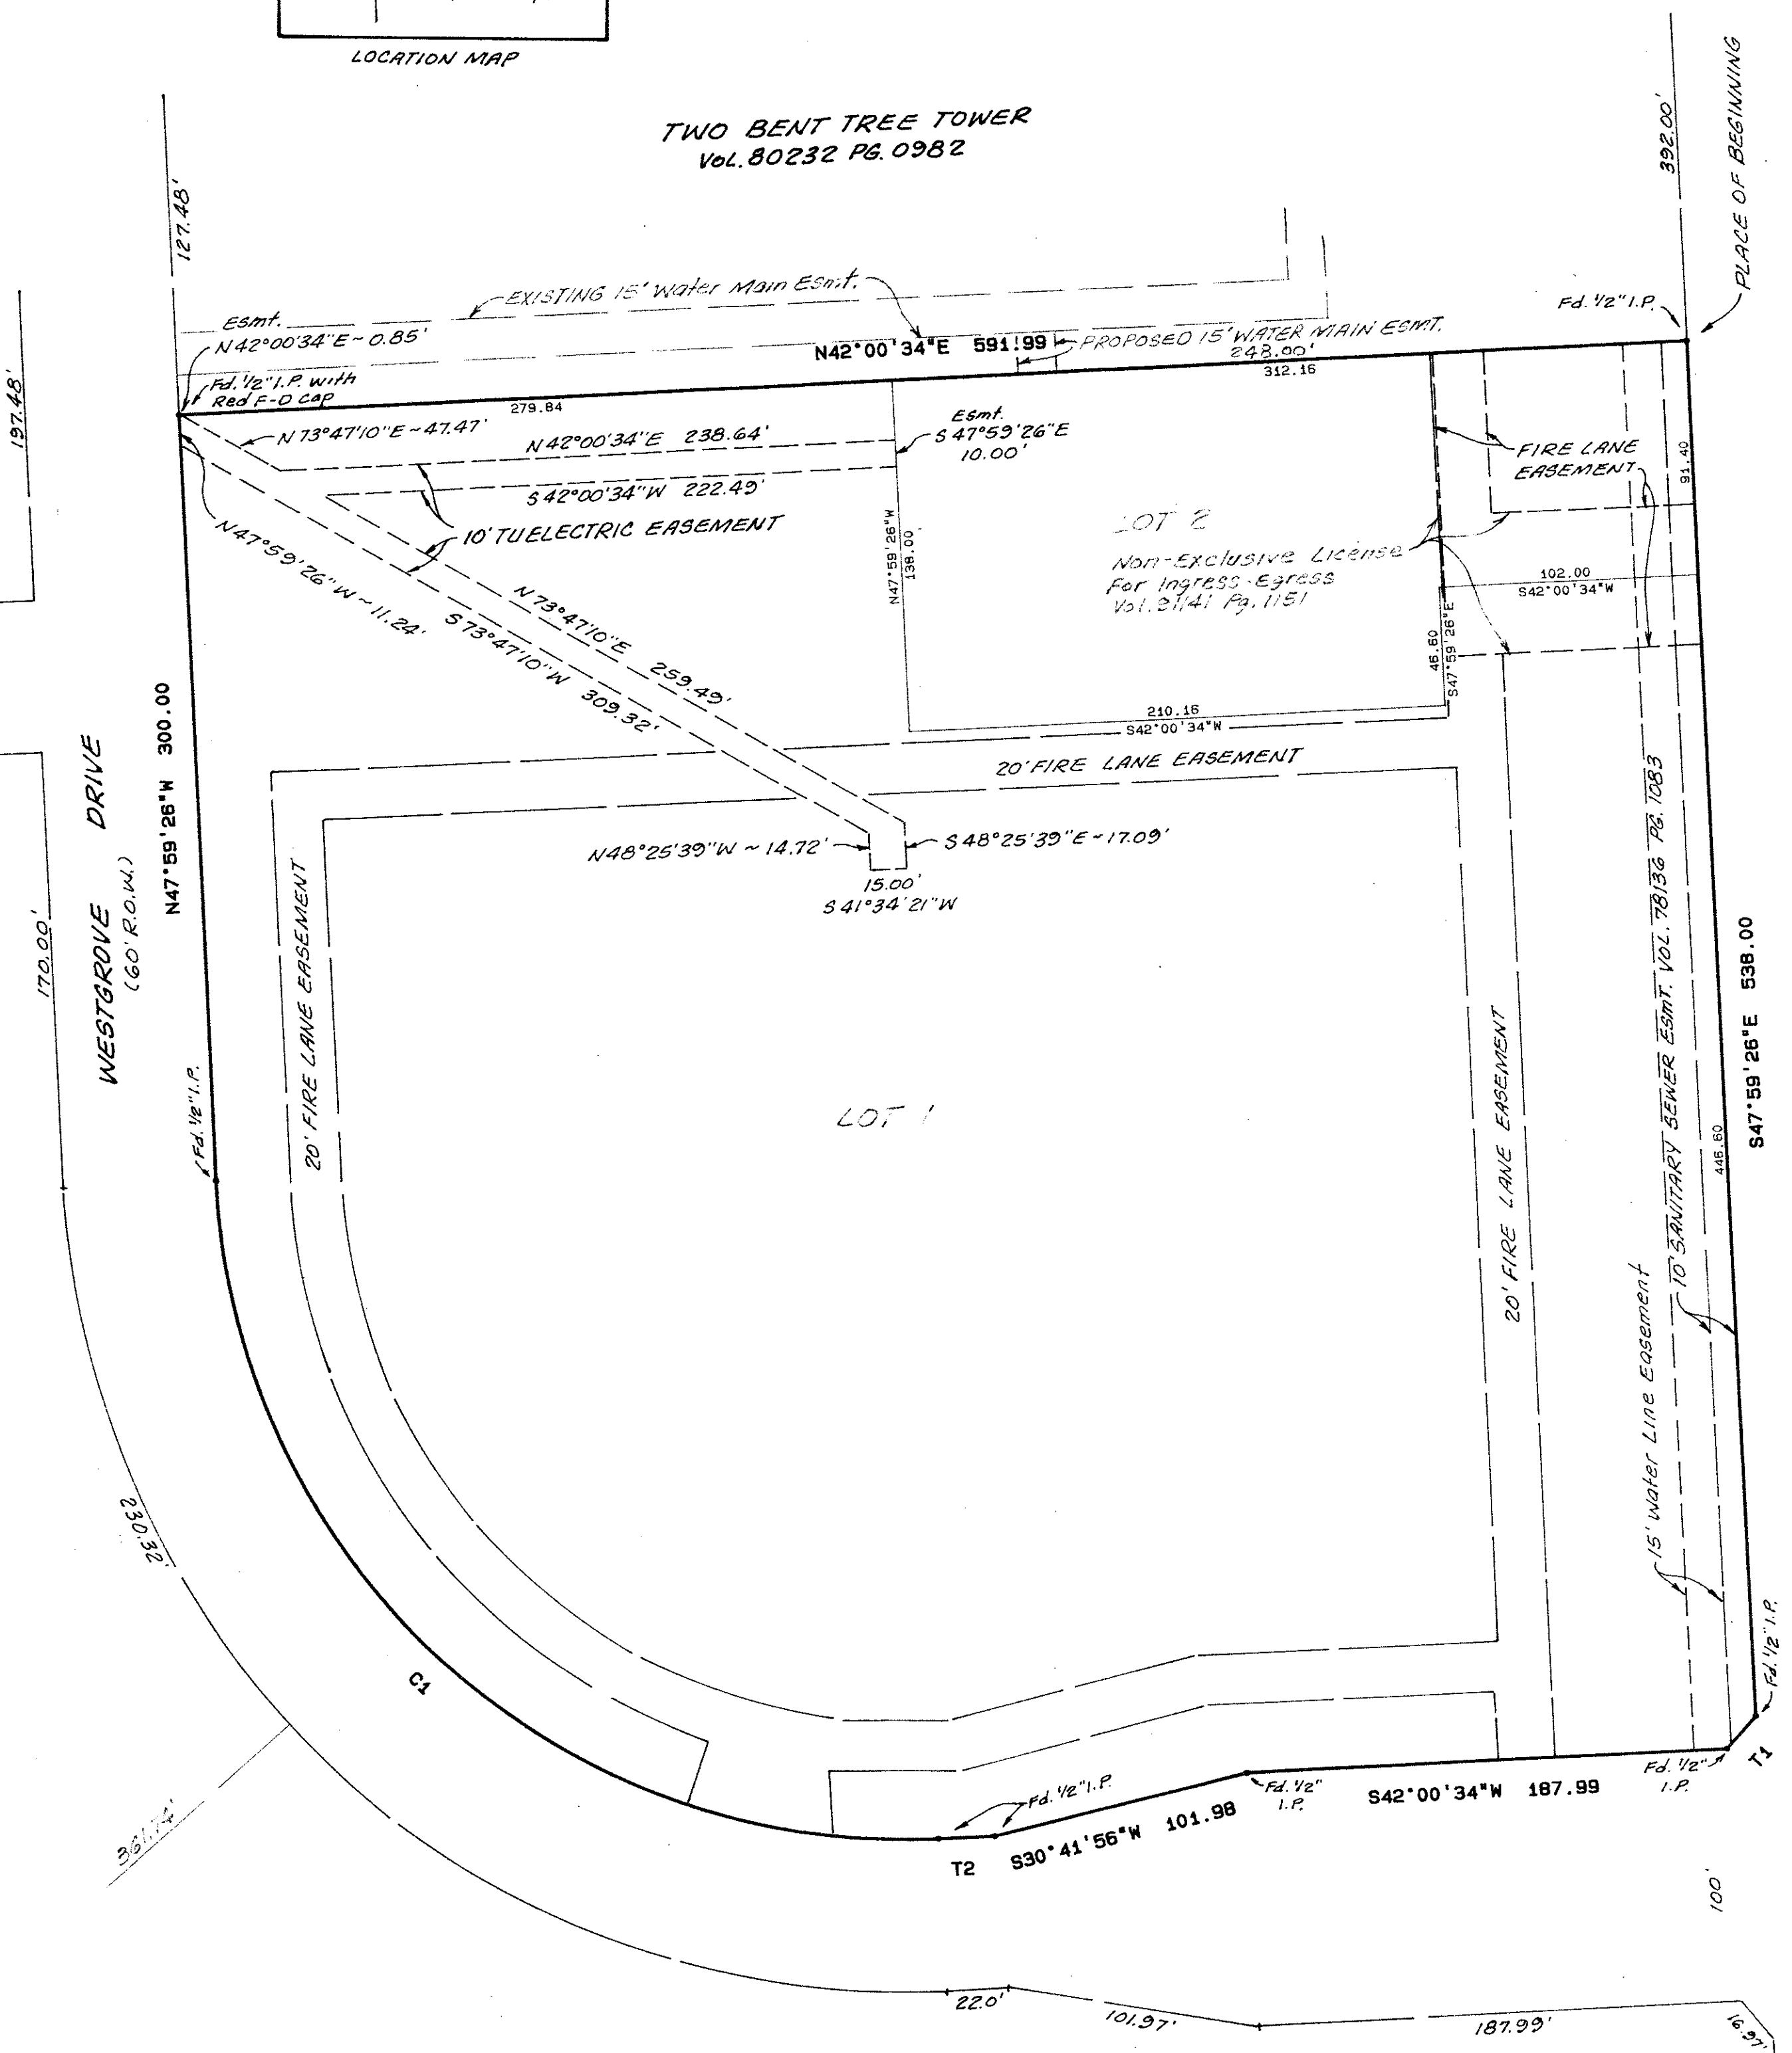 LOCATION MAP
TWO BENT TREE TOWER
VOL. 80232 PG. 0982
392.00'
PLACE OF BEGINNING
127.48'
197.48'
EXISTING 15' Water Main Esmt.
Fd. 1/2" I.P.
Esmt.
N42°00'34"E ~ 0.85'
N42°00'34"E 591.99
PROPOSED 15' WATER MAIN ESMT.
248.00'
312.16
Fd. 1/2" I.P. with
Red F-D cap
279.84
N 73°47'10"E ~ 47.47'
N42°00'34"E 238.64'
Esmt.
S 47°59'26"E
10.00'
FIRE LANE
EASEMENT
91.40
S 42°00'34"W 222.49'
10' TU ELECTRIC EASEMENT
N47°59'26"W ~ 11.24'
N47°59'26"W
138.00'
LOT 2
Non-Exclusive License
For Ingress-Egress
Pg. 1151
102.00
S42°00'34"W
N 73°47'10"E 259.49'
S 73°47'10"W 309.32'
46.60
S47°59'26"E
210.16
S42°00'34"W
20' FIRE LANE EASEMENT
N47°59'26"W 300.00
WESTGROVE DRIVE
(60' R.O.W.)
170.00'
N48°25'39"W ~ 14.72'
S 48°25'39"E ~ 17.09'
15.00'
S 41°34'21"W
20' FIRE LANE EASEMENT
10' SANITARY SEWER ESMT. VOL. 78136 PG. 1083
S47°59'26"E 538.00
446.60
Fd. 1/2" I.P.
LOT 1
20' FIRE LANE EASEMENT
15' Water Line Easement
230.32'
C1
Fd. 1/2" I.P.
T1
Fd. 1/2"
I.P.
Fd. 1/2" I.P.
Fd. 1/2"
I.P.
S42°00'34"W 187.99
T2
S30°41'56"W 101.98
361.74'
100'
22.0'
101.97'
187.99'
16.97'